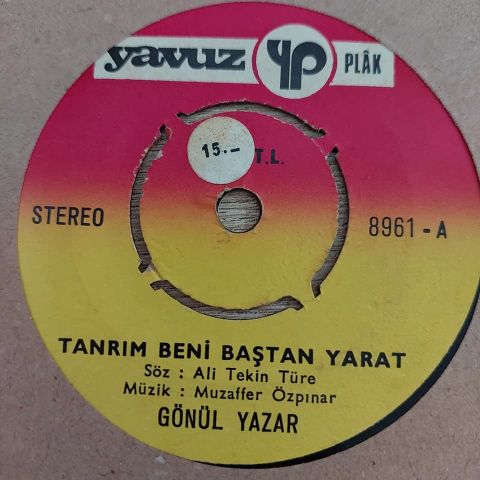 yavuz yp PLÂK
15.- T.L.
STEREO
8961 - A
TANRIM BENİ BAŞTAN YARAT
Söz : Ali Tekin Türe
Müzik : Muzaffer Özpınar
GÖNÜL YAZAR